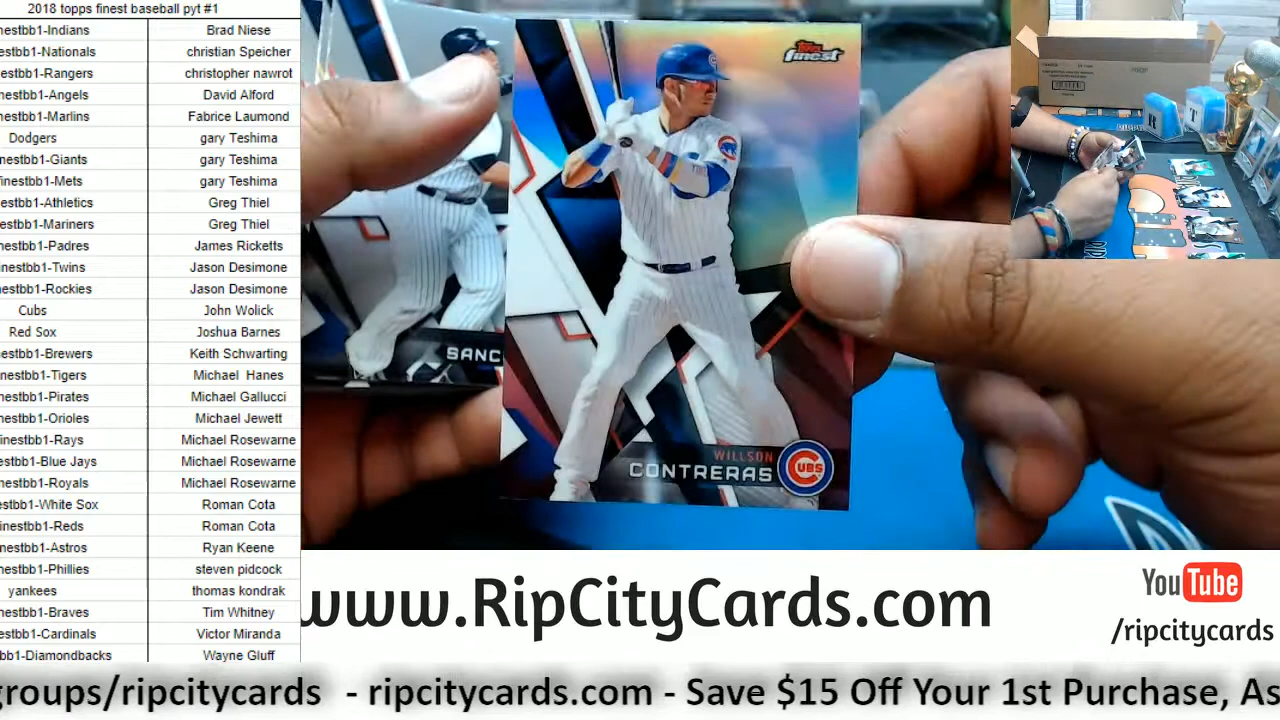 2018 topps finest baseball pyt #1
nestbb1-Indians Brad Niese
nestbb1-Nationals christian Speicher
nestbb1-Rangers christopher nawrot
nestbb1-Angels David Alford
nestbb1-Marlins Fabrice Laumond
Dodgers gary Teshima
inestbb1-Giants gary Teshima
finestbb1-Mets gary Teshima
estbb1-Athletics Greg Thiel
estbb1-Mariners Greg Thiel
nestbb1-Padres James Ricketts
inestbb1-Twins Jason Desimone
nestbb1-Rockies Jason Desimone
Cubs John Wolick
Red Sox Joshua Barnes
estbb1-Brewers Keith Schwarting
inestbb1-Tigers Michael Hanes
nestbb1-Pirates Michael Gallucci
nestbb1-Orioles Michael Jewett
inestbb1-Rays Michael Rosewarne
estbb1-Blue Jays Michael Rosewarne
nestbb1-Royals Michael Rosewarne
estbb1-White Sox Roman Cota
inestbb1-Reds Roman Cota
nestbb1-Astros Ryan Keene
nestbb1-Phillies steven pidcock
yankees thomas kondrak
nestbb1-Braves Tim Whitney
estbb1-Cardinals Victor Miranda
bb1-Diamondbacks Wayne Gluff
topps
finest
SANC
WILLSON
CONTRERAS
CUBS
www.RipCityCards.com
YouTube
/ripcitycards
groups/ripcitycards - ripcitycards.com - Save $15 Off Your 1st Purchase, As